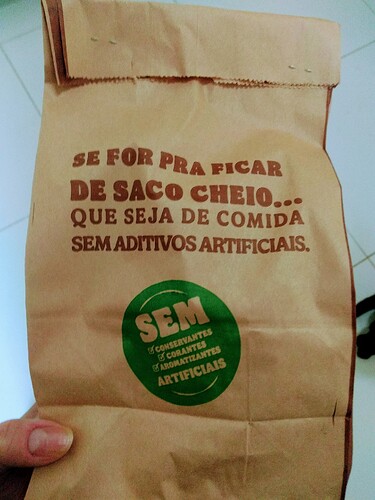 SE FOR PRA FICAR
DE SACO CHEIO...
QUE SEJA DE COMIDA
SEM ADITIVOS ARTIFICIAIS.
SEM
CONSERVANTES
CORANTES
AROMATIZANTES
ARTIFICIAIS